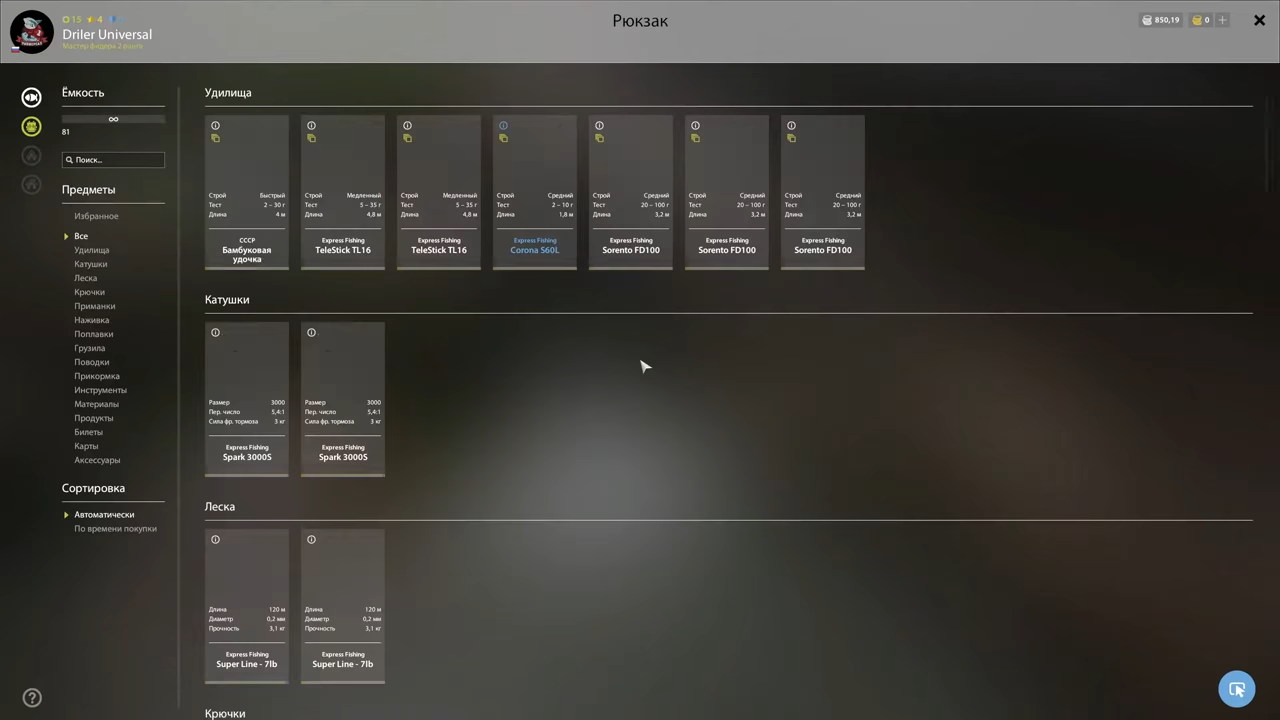 15 4
Driler Universal
Мастер фидера 2 ранга
Рюкзак
850,19
0
Ёмкость
∞
81
Поиск...
Предметы
Избранное
Все
Удилища
Катушки
Леска
Крючки
Приманки
Наживка
Поплавки
Грузила
Поводки
Прикормка
Инструменты
Материалы
Продукты
Билеты
Карты
Аксессуары
Сортировка
Автоматически
По времени покупки
Удилища
Строй Быстрый
Тест 2 – 30 г
Длина 4 м
СССР
Бамбуковая
удочка
Строй Медленный
Тест 5 – 35 г
Длина 4,8 м
Express Fishing
TeleStick TL16
Строй Медленный
Тест 5 – 35 г
Длина 4,8 м
Express Fishing
TeleStick TL16
Строй Средний
Тест 2 – 10 г
Длина 1,8 м
Express Fishing
Corona S60L
Строй Средний
Тест 20 – 100 г
Длина 3,2 м
Express Fishing
Sorento FD100
Строй Средний
Тест 20 – 100 г
Длина 3,2 м
Express Fishing
Sorento FD100
Строй Средний
Тест 20 – 100 г
Длина 3,2 м
Express Fishing
Sorento FD100
Катушки
Размер 3000
Пер. число 5,4:1
Сила фр. тормоза 3 кг
Express Fishing
Spark 3000S
Размер 3000
Пер. число 5,4:1
Сила фр. тормоза 3 кг
Express Fishing
Spark 3000S
Леска
Длина 120 м
Диаметр 0,2 мм
Прочность 3,1 кг
Express Fishing
Super Line - 7lb
Длина 120 м
Диаметр 0,2 мм
Прочность 3,1 кг
Express Fishing
Super Line - 7lb
Крючки